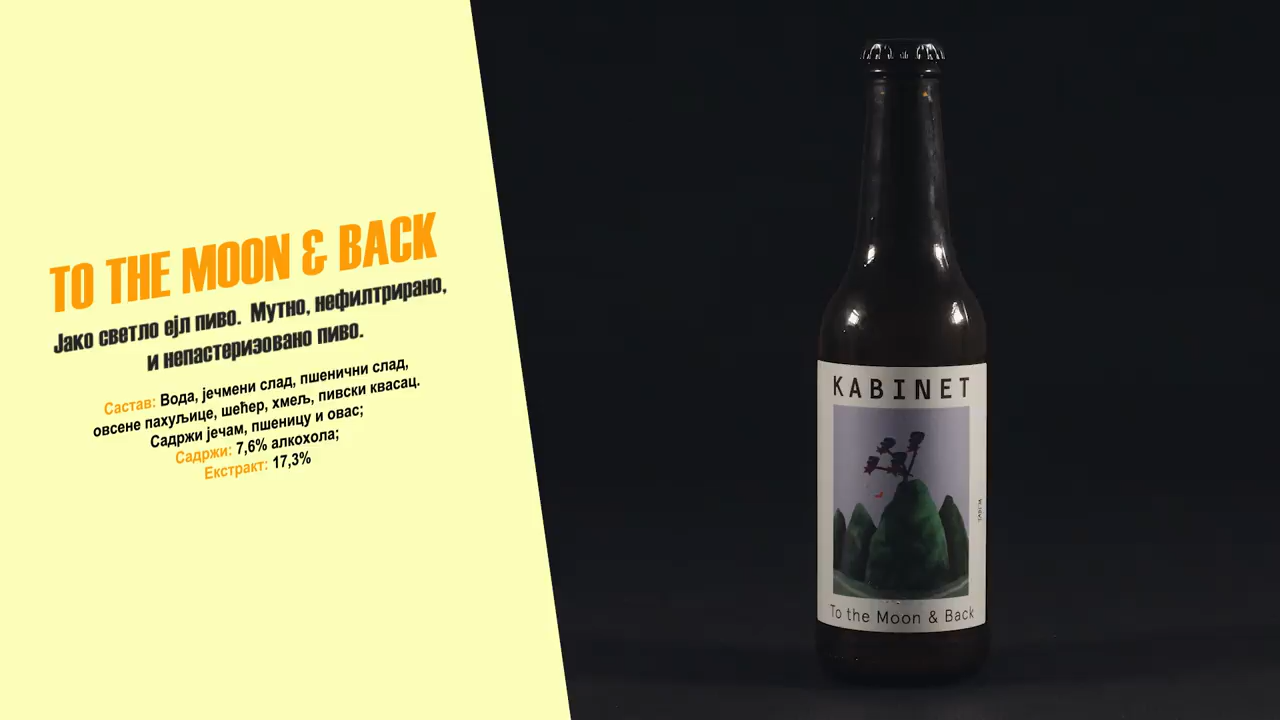 TO THE MOON & BACK
Јако светло ејл пиво. Мутно, нефилтрирано,
и непастеризовано пиво.
Састав: Вода, јечмени слад, пшенични слад,
овсене пахуљице, шећер, хмељ, пивски квасац.
Садржи јечам, пшеницу и овас;
Садржи: 7,6% алкохола;
Екстракт: 17,3%
KABINET
To the Moon & Back